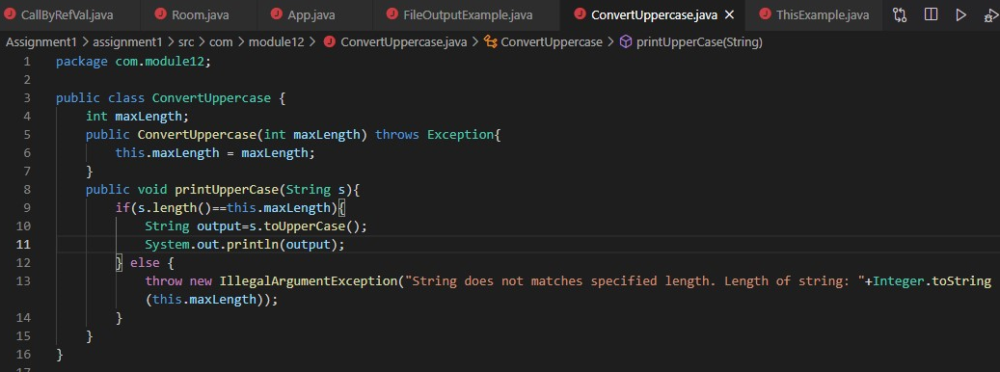 CallByRefVal.java Room.java App.java FileOutputExample.java ConvertUppercase.java ThisExample.java
Assignment1 > assignment1 > src > com > module12 > ConvertUppercase.java > ConvertUppercase > printUpperCase(String)
1 package com.module12;
2
3 public class ConvertUppercase {
4 int maxLength;
5 public ConvertUppercase(int maxLength) throws Exception{
6 this.maxLength = maxLength;
7 }
8 public void printUpperCase(String s){
9 if(s.length()==this.maxLength){
10 String output=s.toUpperCase();
11 System.out.println(output);
12 } else {
13 throw new IllegalArgumentException("String does not matches specified length. Length of string: "+Integer.toString
(this.maxLength));
14 }
15 }
16 }
17